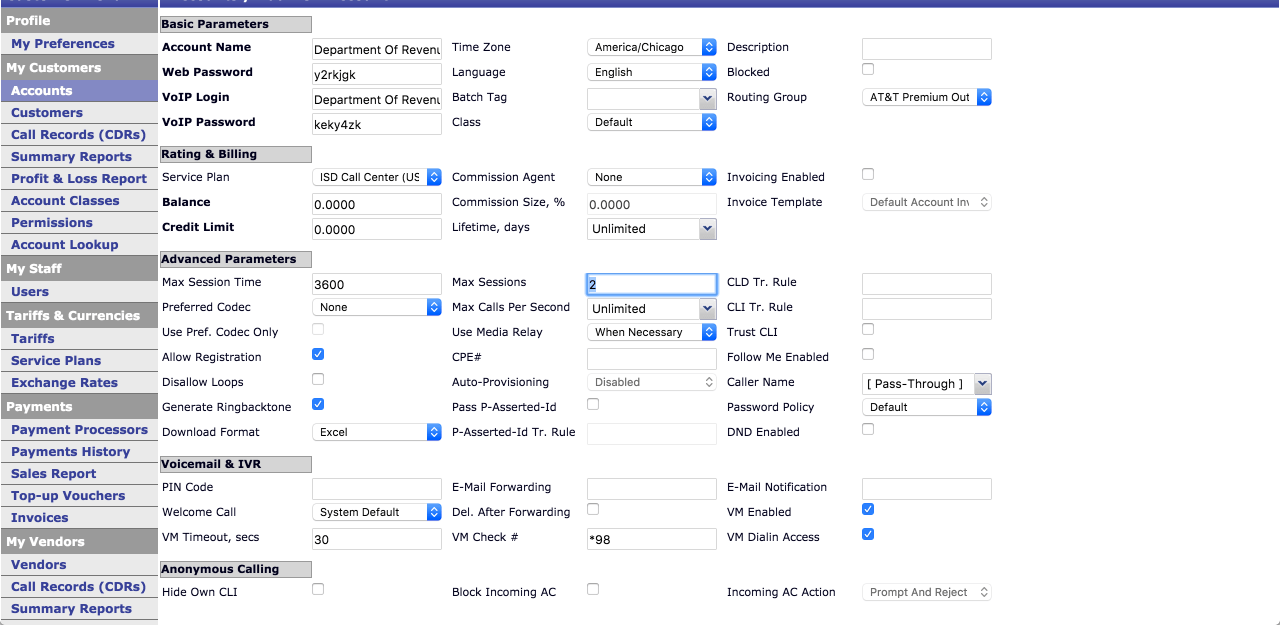 Profile
My Preferences
My Customers
Accounts
Customers
Call Records (CDRs)
Summary Reports
Profit & Loss Report
Account Classes
Permissions
Account Lookup
My Staff
Users
Tariffs & Currencies
Tariffs
Service Plans
Exchange Rates
Payments
Payment Processors
Payments History
Sales Report
Top-up Vouchers
Invoices
My Vendors
Vendors
Call Records (CDRs)
Summary Reports
Basic Parameters
Account Name Department Of Revenu Time Zone America/Chicago Description
Web Password y2rkjgk Language English Blocked
VoIP Login Department Of Revenu Batch Tag Routing Group AT&T Premium Out
VoIP Password keky4zk Class Default
Rating & Billing
Service Plan ISD Call Center (US Commission Agent None Invoicing Enabled
Balance 0.0000 Commission Size, % 0.0000 Invoice Template Default Account Inv
Credit Limit 0.0000 Lifetime, days Unlimited
Advanced Parameters
Max Session Time 3600 Max Sessions 2 CLD Tr. Rule
Preferred Codec None Max Calls Per Second Unlimited CLI Tr. Rule
Use Pref. Codec Only Use Media Relay When Necessary Trust CLI
Allow Registration CPE# Follow Me Enabled
Disallow Loops Auto-Provisioning Disabled Caller Name [ Pass-Through ]
Generate Ringbacktone Pass P-Asserted-Id Password Policy Default
Download Format Excel P-Asserted-Id Tr. Rule DND Enabled
Voicemail & IVR
PIN Code E-Mail Forwarding E-Mail Notification
Welcome Call System Default Del. After Forwarding VM Enabled
VM Timeout, secs 30 VM Check # *98 VM Dialin Access
Anonymous Calling
Hide Own CLI Block Incoming AC Incoming AC Action Prompt And Reject